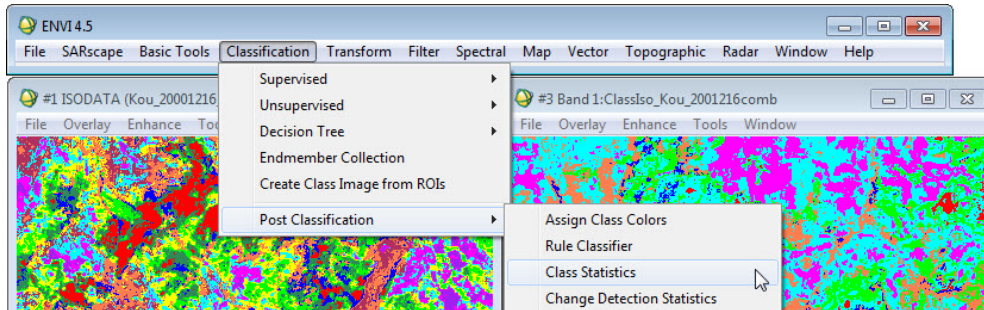 ENVI 4.5
File SARscape Basic Tools Classification Transform Filter Spectral Map Vector Topographic Radar Window Help
#1 ISODATA (Kou_20001216
File Overlay Enhance
Supervised
Unsupervised
Decision Tree
Endmember Collection
Create Class Image from ROIs
Post Classification
#3 Band 1:ClassIso_Kou_2001216comb
File Overlay Enhance Tools Window
Assign Class Colors
Rule Classifier
Class Statistics
Change Detection Statistics